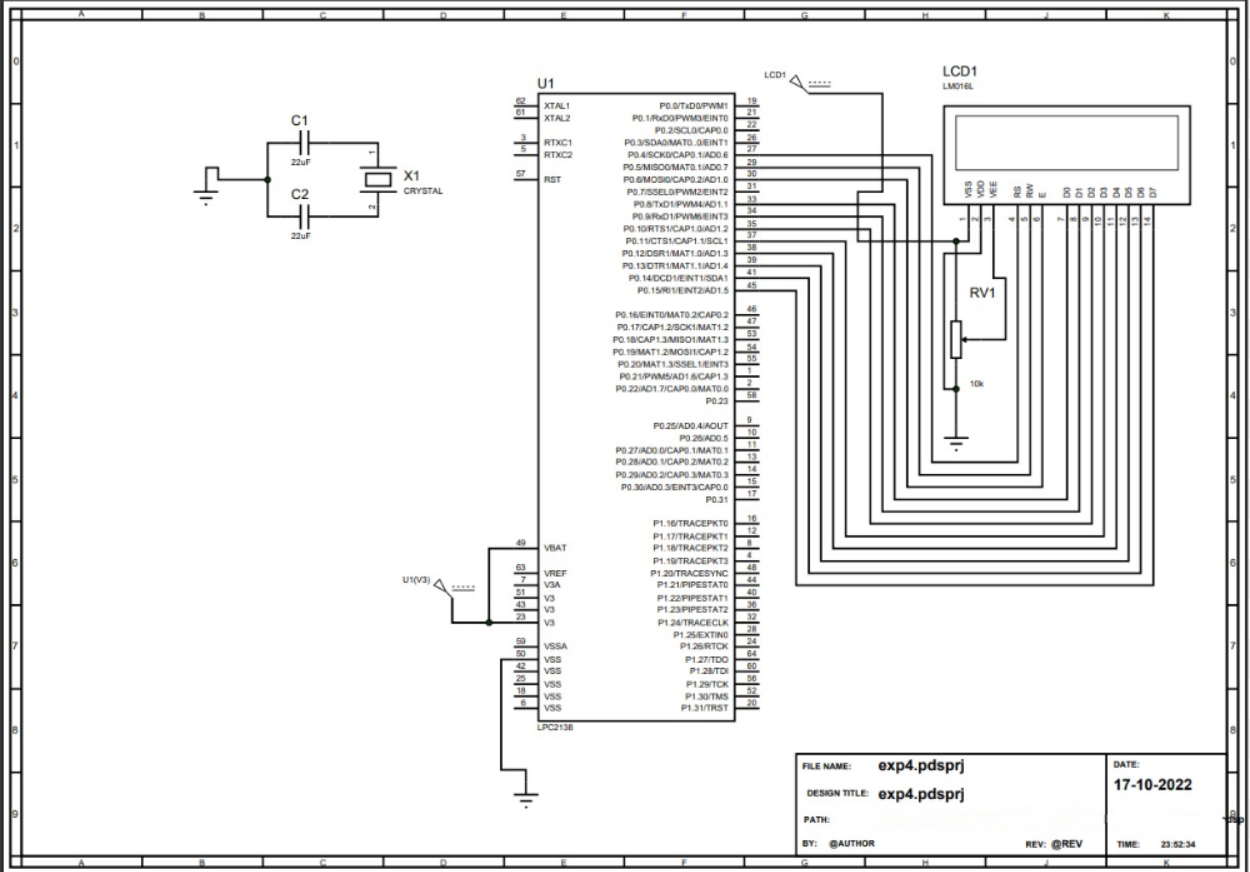 A B C D E F G H J K
0
1
2
3
4
5
6
7
8
9
C1
22uF
C2
22uF
X1
CRYSTAL
1
2
U1
62 XTAL1
61 XTAL2
3 RTXC1
5 RTXC2
57 RST
49 VBAT
63 VREF
7 V3A
51 V3
43 V3
23 V3
59 VSSA
50 VSS
42 VSS
25 VSS
18 VSS
6 VSS
P0.0/TxD0/PWM1 19
P0.1/RxD0/PWM3/EINT0 21
P0.2/SCL0/CAP0.0 22
P0.3/SDA0/MAT0..0/EINT1 26
P0.4/SCK0/CAP0.1/AD0.6 27
P0.5/MISO0/MAT0.1/AD0.7 29
P0.6/MOSI0/CAP0.2/AD1.0 30
P0.7/SSEL0/PWM2/EINT2 31
P0.8/TxD1/PWM4/AD1.1 33
P0.9/RxD1/PWM6/EINT3 34
P0.10/RTS1/CAP1.0/AD1.2 35
P0.11/CTS1/CAP1.1/SCL1 37
P0.12/DSR1/MAT1.0/AD1.3 38
P0.13/DTR1/MAT1.1/AD1.4 39
P0.14/DCD1/EINT1/SDA1 41
P0.15/RI1/EINT2/AD1.5 45
P0.16/EINT0/MAT0.2/CAP0.2 46
P0.17/CAP1.2/SCK1/MAT1.2 47
P0.18/CAP1.3/MISO1/MAT1.3 53
P0.19/MAT1.2/MOSI1/CAP1.2 54
P0.20/MAT1.3/SSEL1/EINT3 55
P0.21/PWM5/AD1.6/CAP1.3 1
P0.22/AD1.7/CAP0.0/MAT0.0 2
P0.23 58
P0.25/AD0.4/AOUT 9
P0.26/AD0.5 10
P0.27/AD0.0/CAP0.1/MAT0.1 11
P0.28/AD0.1/CAP0.2/MAT0.2 13
P0.29/AD0.2/CAP0.3/MAT0.3 14
P0.30/AD0.3/EINT3/CAP0.0 15
P0.31 17
P1.16/TRACEPKT0 16
P1.17/TRACEPKT1 12
P1.18/TRACEPKT2 8
P1.19/TRACEPKT3 4
P1.20/TRACESYNC 48
P1.21/PIPESTAT0 44
P1.22/PIPESTAT1 40
P1.23/PIPESTAT2 36
P1.24/TRACECLK 32
P1.25/EXTIN0 28
P1.26/RTCK 24
P1.27/TDO 64
P1.28/TDI 60
P1.29/TCK 56
P1.30/TMS 52
P1.31/TRST 20
LPC2138
U1(V3)
LCD1
LCD1
LM016L
VSS VDD VEE RS RW E D0 D1 D2 D3 D4 D5 D6 D7
1 2 3 4 5 6 7 8 9 10 11 12 13 14
RV1
10k
FILE NAME: exp4.pdsprj
DESIGN TITLE: exp4.pdsprj
PATH:
BY: @AUTHOR
REV: @REV
DATE:
17-10-2022
TIME: 23:52:34
0
1
2
3
4
5
6
7
8
A B C D E F G H J K